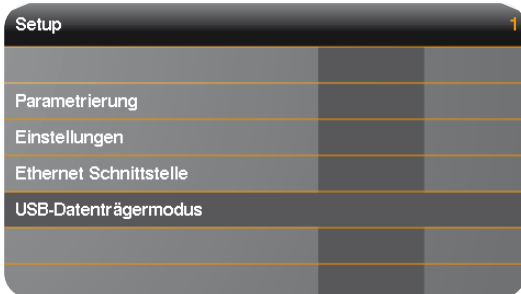 Setup 1
Parametrierung
Einstellungen
Ethernet Schnittstelle
USB-Datenträgermodus